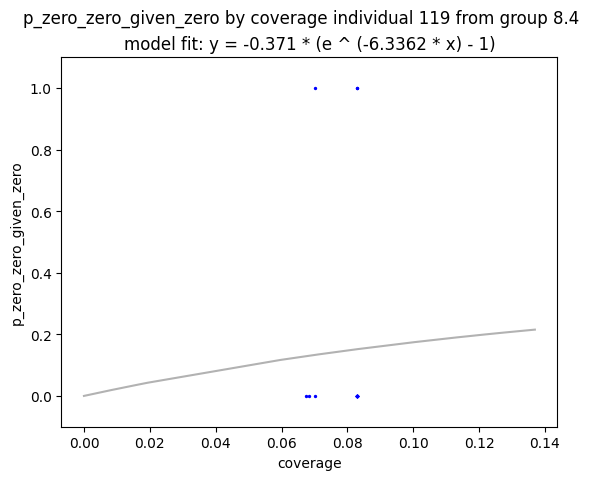 p_zero_zero_given_zero by coverage individual 119 from group 8.4
model fit: y = -0.371 * (e ^ (-6.3362 * x) - 1)
1.0
0.8
0.6
0.4
0.2
0.0
p_zero_zero_given_zero
0.00 0.02 0.04 0.06 0.08 0.10 0.12 0.14
coverage